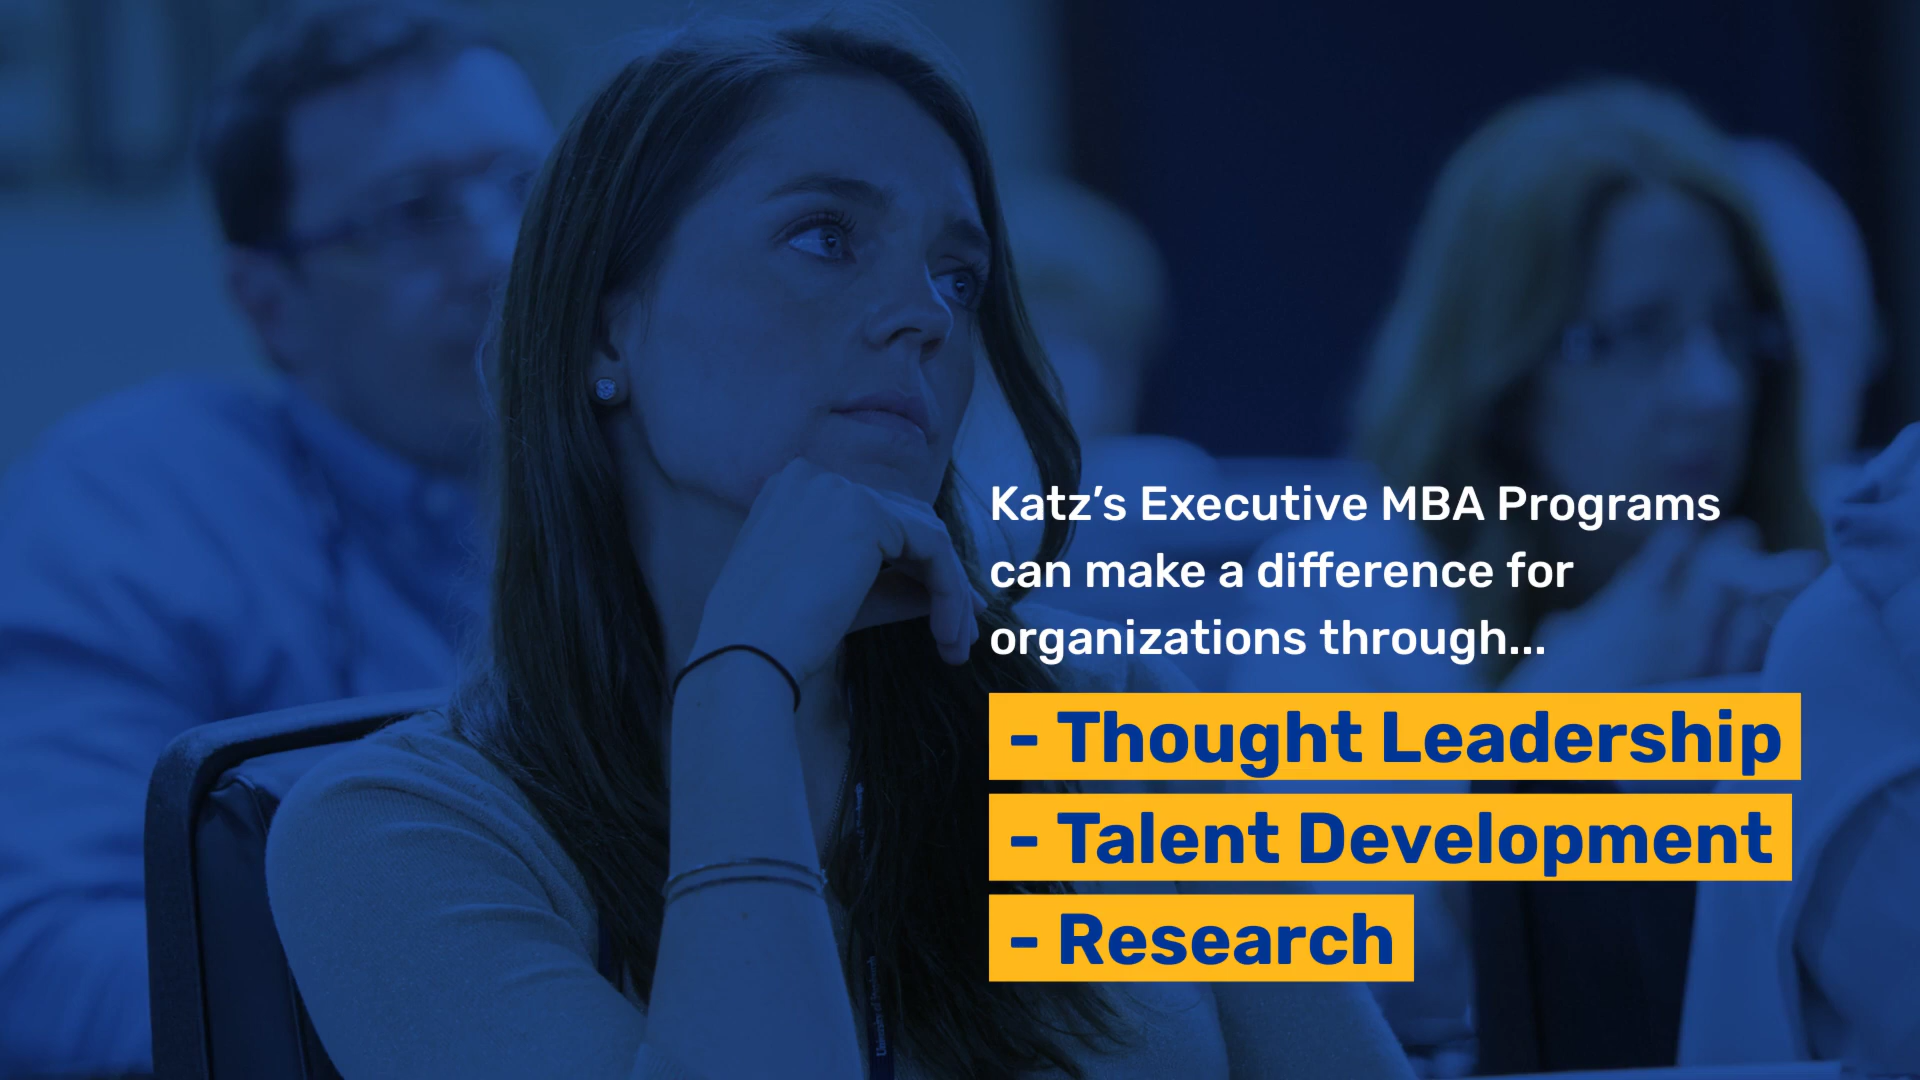 Katz’s Executive MBA Programs
can make a difference for
organizations through...
- Thought Leadership
- Talent Development
- Research